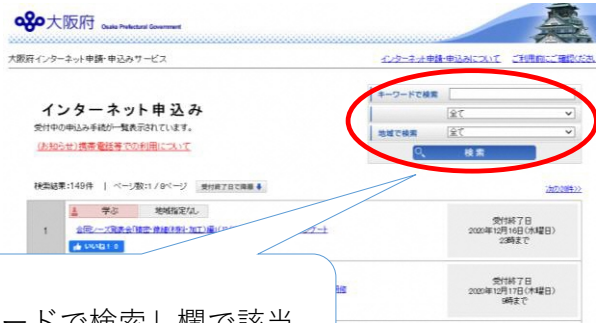 大阪府 Osaka Prefectural Government
大阪府インターネット申請・申込みサービス
インターネット申請・申込みについて ご利用前にご確認くださ
インターネット申込み
受付中の申込み手続が一覧表示されています。
(お知らせ)携帯電話等での利用について
キーワードで検索
全て
地域で検索 全て
検索
検索結果:149件 | ページ数:1 / 8ページ 受付終了日で降順
次の20件>>
学ぶ 地域指定なし
1
合同シーズ発表会
ート
いいね! 0
受付終了日
2020年12月16日(水曜日)
23時まで
受付終了日
2020年12月17日(木曜日)
9時まで
ードで検索」欄で該当